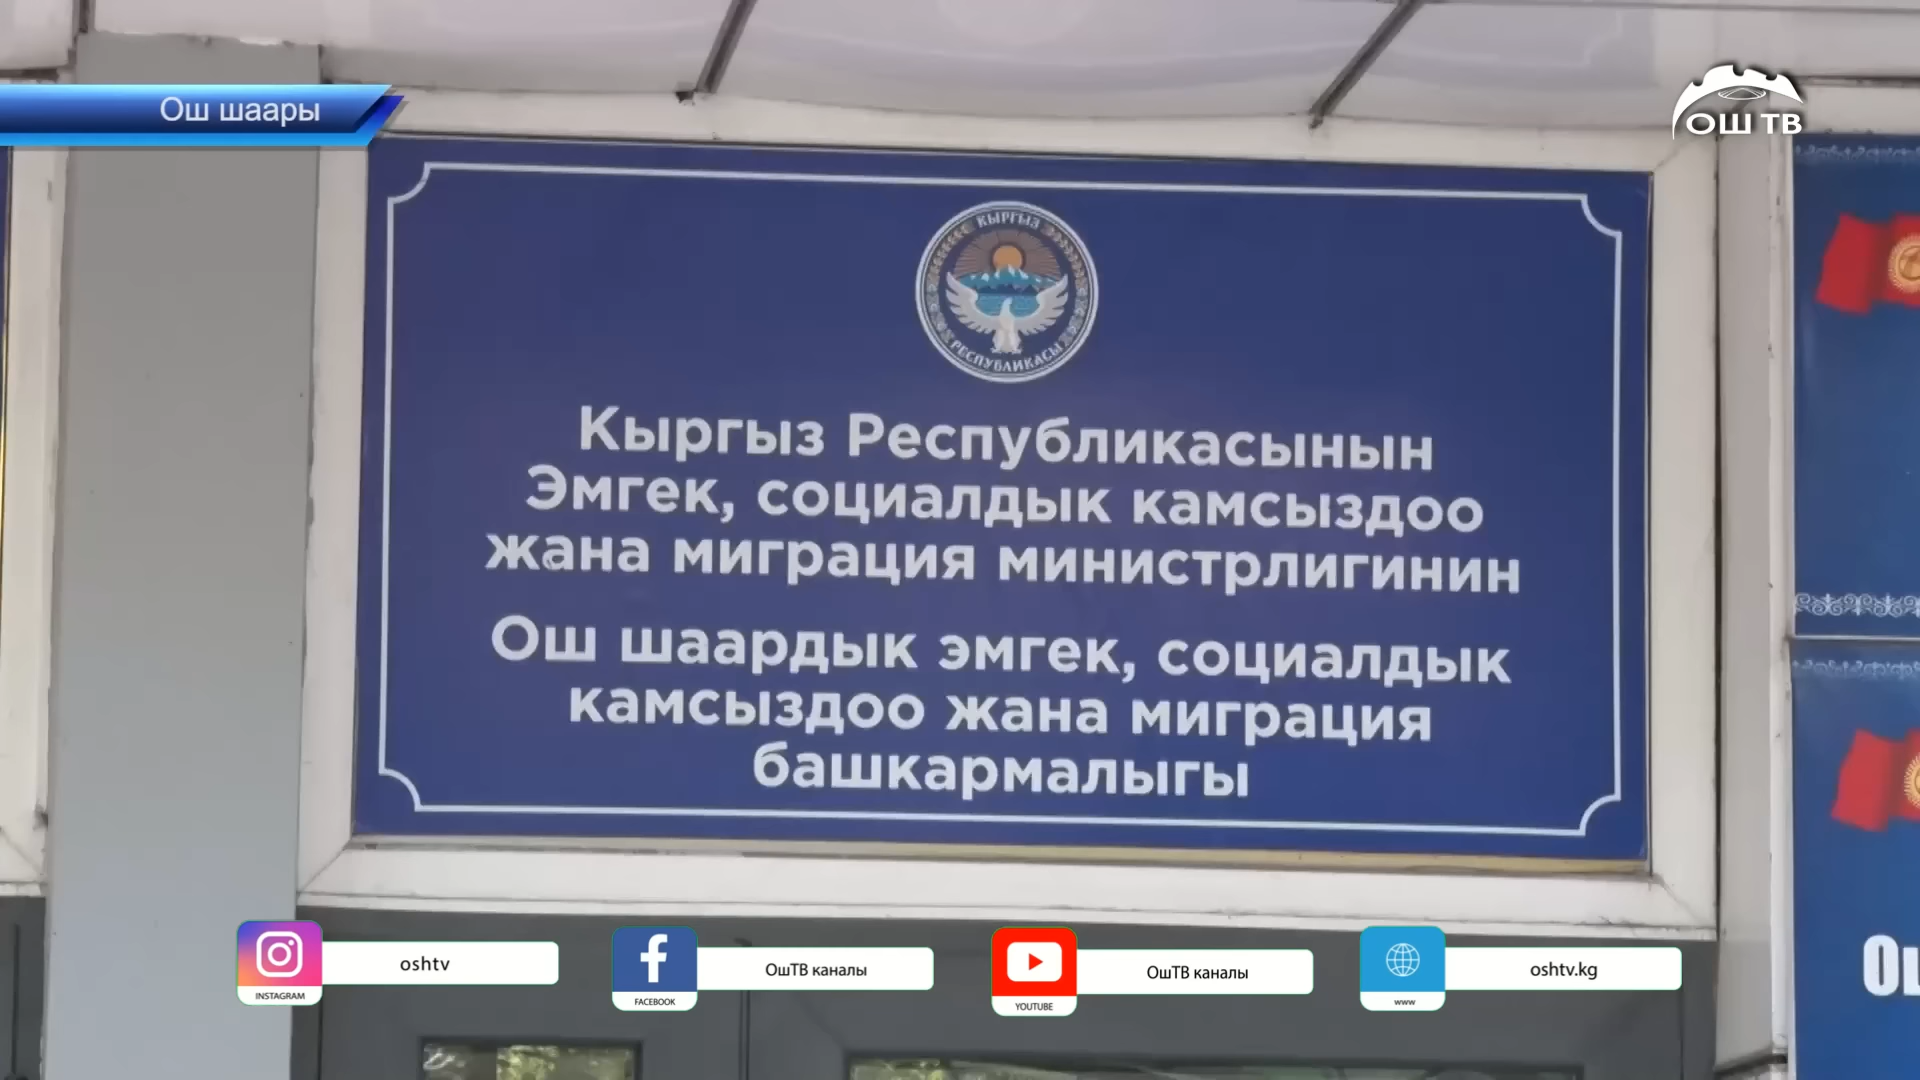 Ош шаары
ОШ ТВ
КЫРГЫЗ
РЕСПУБЛИКАСЫ
Кыргыз Республикасынын
Эмгек, социалдык камсыздоо
жана миграция министрлигинин
Ош шаардык эмгек, социалдык
камсыздоо жана миграция
башкармалыгы
oshtv
INSTAGRAM
ОшТВ каналы
FACEBOOK
ОшТВ каналы
YOUTUBE
oshtv.kg
www